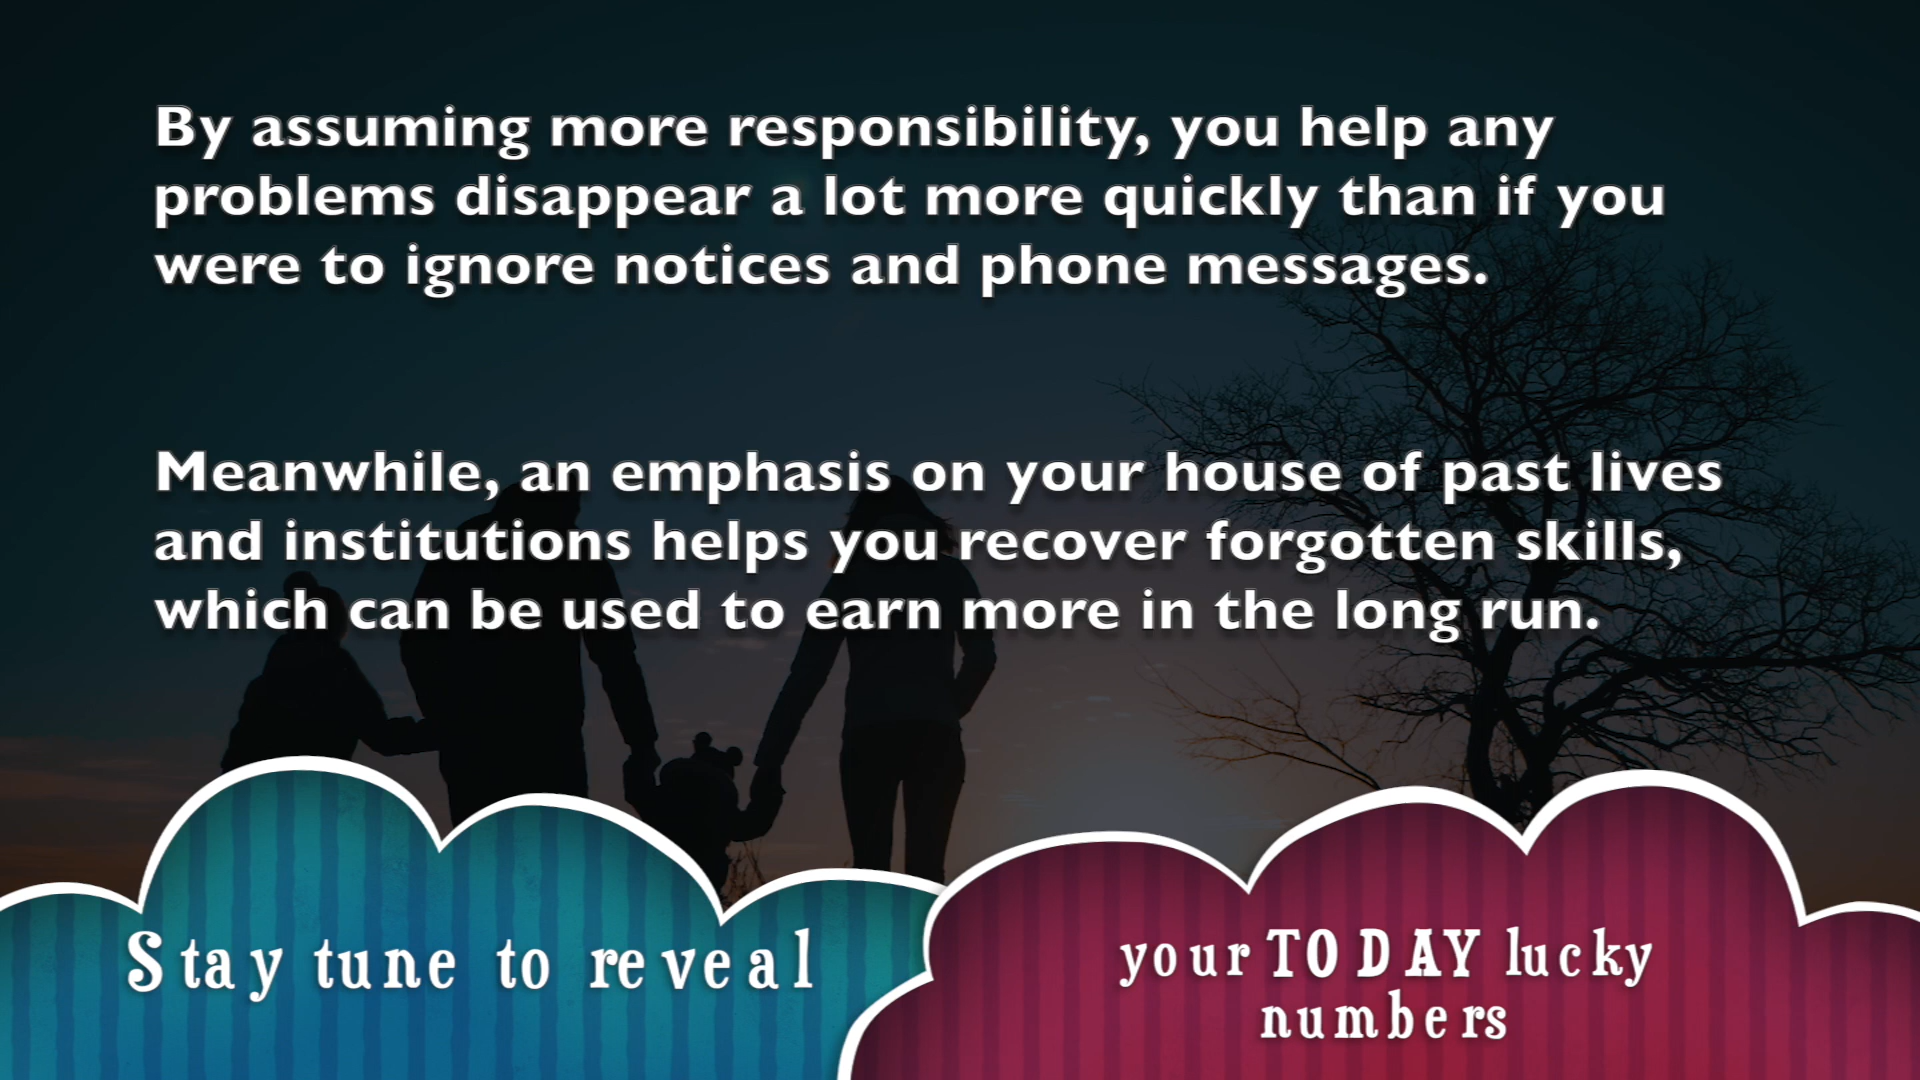 By assuming more responsibility, you help any
problems disappear a lot more quickly than if you
were to ignore notices and phone messages.
Meanwhile, an emphasis on your house of past lives
and institutions helps you recover forgotten skills,
which can be used to earn more in the long run.
Stay tune to reveal
your TODAY lucky
numbers